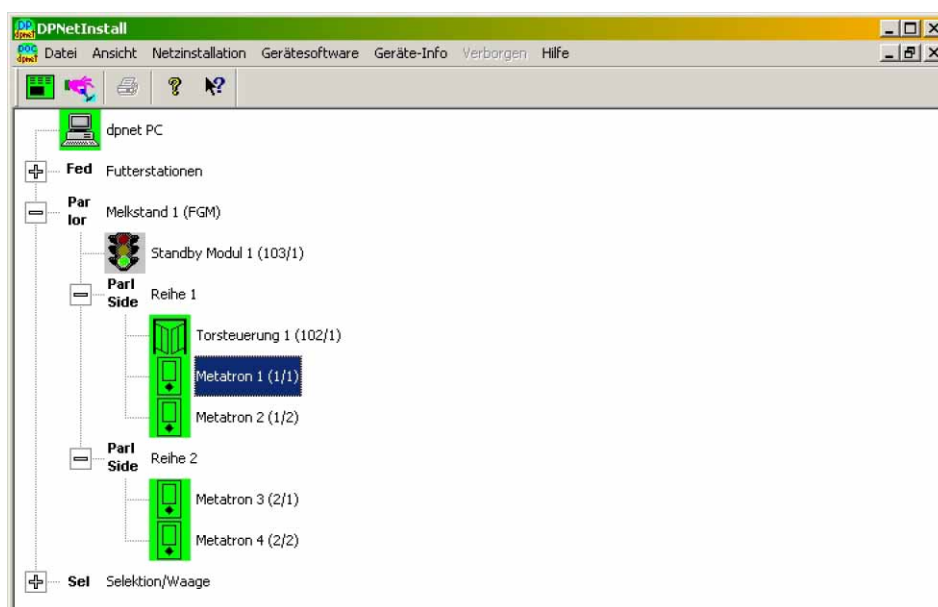 DPNetInstall
Datei Ansicht Netzinstallation Gerätesoftware Geräte-Info Verborgen Hilfe
dpnet PC
Fed Futterstationen
Par lor Melkstand 1 (FGM)
Standby Modul 1 (103/1)
Parl Side Reihe 1
Torsteuerung 1 (102/1)
Metatron 1 (1/1)
Metatron 2 (1/2)
Parl Side Reihe 2
Metatron 3 (2/1)
Metatron 4 (2/2)
Sel Selektion/Waage